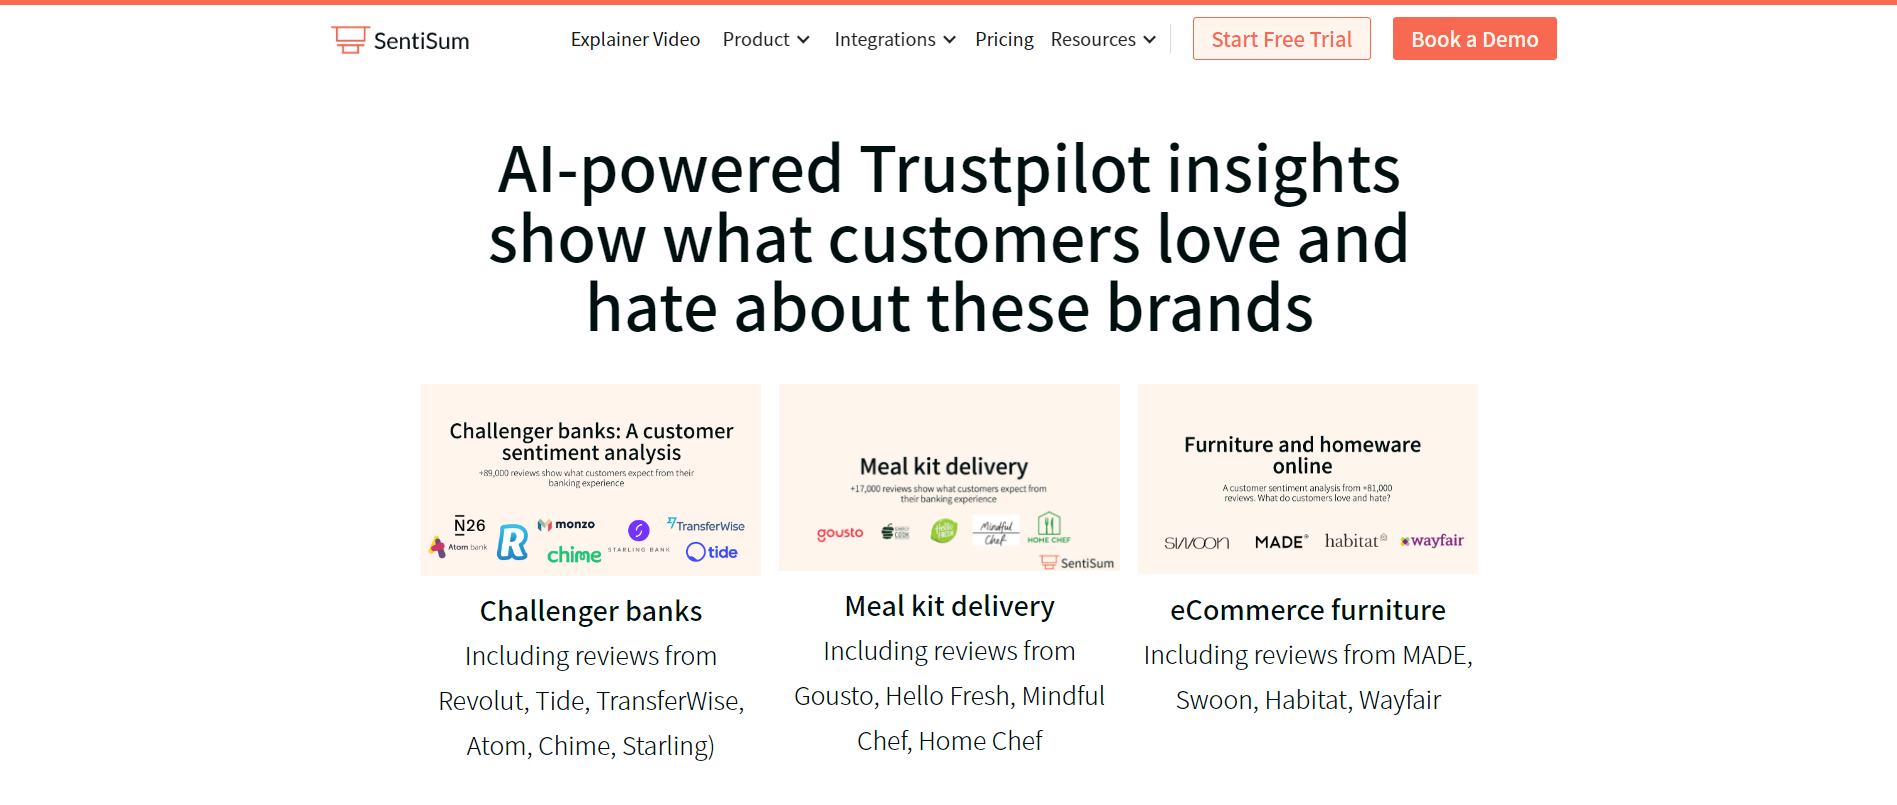 SentiSum
Explainer Video
Product
Integrations
Pricing
Resources
Start Free Trial
Book a Demo
AI-powered Trustpilot insights
show what customers love and
hate about these brands
Challenger banks: A customer
sentiment analysis
+89,000 reviews show what customers expect from their
banking experience
N26
Atom bank
R
monzo
chime
STARLING BANK
TransferWise
tide
Challenger banks
Including reviews from
Revolut, Tide, TransferWise,
Atom, Chime, Starling)
Meal kit delivery
+17,000 reviews show what customers expect from
their banking experience
gousto
SIMPLY
COOK
Hello
FRESH
Mindful
Chef
HOME CHEF
SentiSum
Meal kit delivery
Including reviews from
Gousto, Hello Fresh, Mindful
Chef, Home Chef
Furniture and homeware
online
A customer sentiment analysis from +81,000
reviews. What do customers love and hate?
swoon
MADE
habitat
wayfair
eCommerce furniture
Including reviews from MADE,
Swoon, Habitat, Wayfair